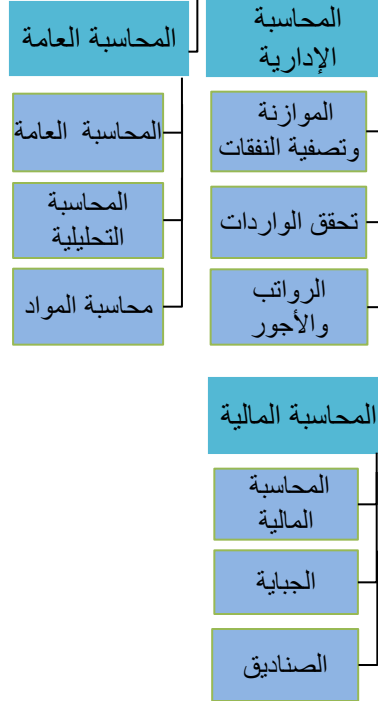 المحاسبة
الإدارية
الموازنة
وتصفية النفقات
تحقق الواردات
الرواتب
والأجور
المحاسبة العامة
المحاسبة العامة
المحاسبة
التحليلية
محاسبة المواد
المحاسبة المالية
المحاسبة
المالية
الجباية
الصناديق